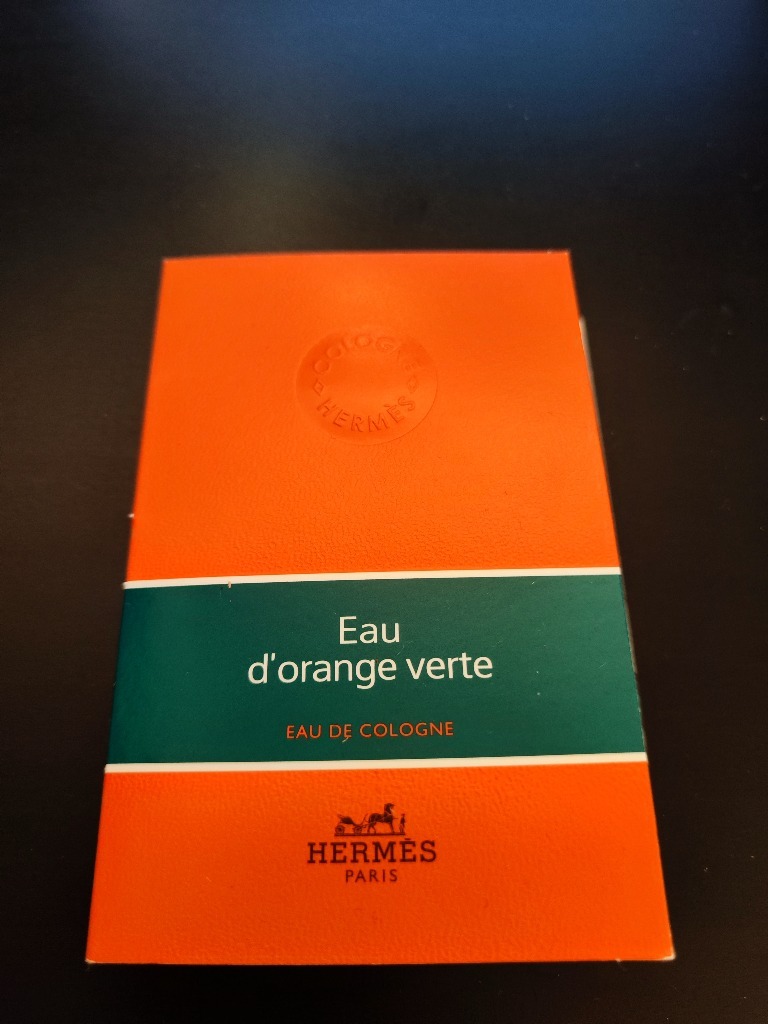 COLOGNE
HERMÈS
Eau
d'orange verte
EAU DE COLOGNE
HERMÈS
PARIS